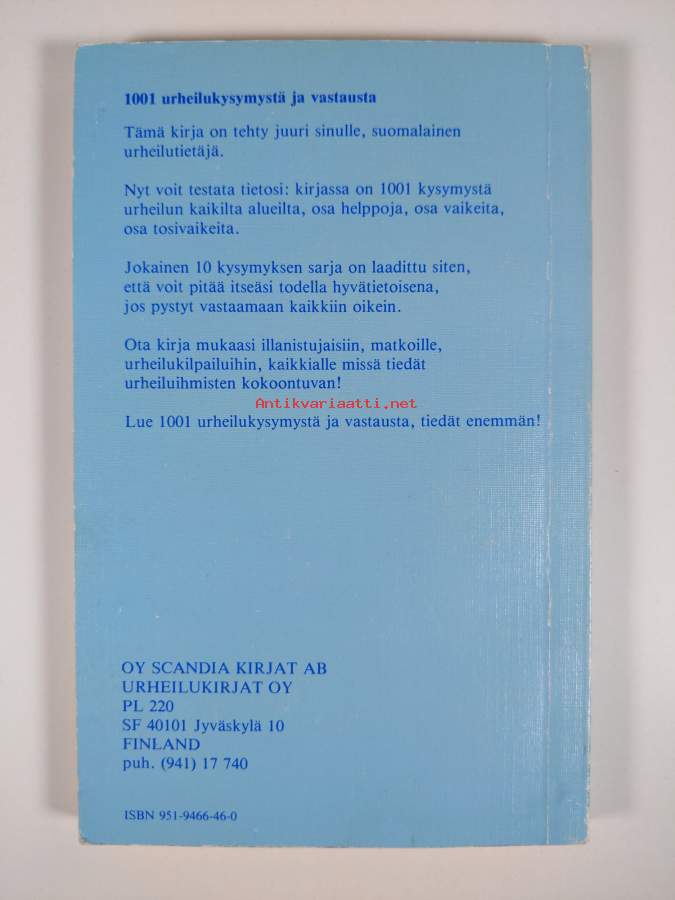 1001 urheilukysymystä ja vastausta
Tämä kirja on tehty juuri sinulle, suomalainen
urheilutietäjä.
Nyt voit testata tietosi: kirjassa on 1001 kysymystä
urheilun kaikilta alueilta, osa helppoja, osa vaikeita,
osa tosivaikeita.
Jokainen 10 kysymyksen sarja on laadittu siten,
että voit pitää itseäsi todella hyvätietoisena,
jos pystyt vastaamaan kaikkiin oikein.
Ota kirja mukaasi illanistujaisiin, matkoille,
urheilukilpailuihin, kaikkialle missä tiedät
urheiluihmisten kokoontuvan!
Antikvariaatti.net
Lue 1001 urheilukysymystä ja vastausta, tiedät enemmän!
OY SCANDIA KIRJAT AB
URHEILUKIRJAT OY
PL 220
SF 40101 Jyväskylä 10
FINLAND
puh. (941) 17 740
ISBN 951-9466-46-0